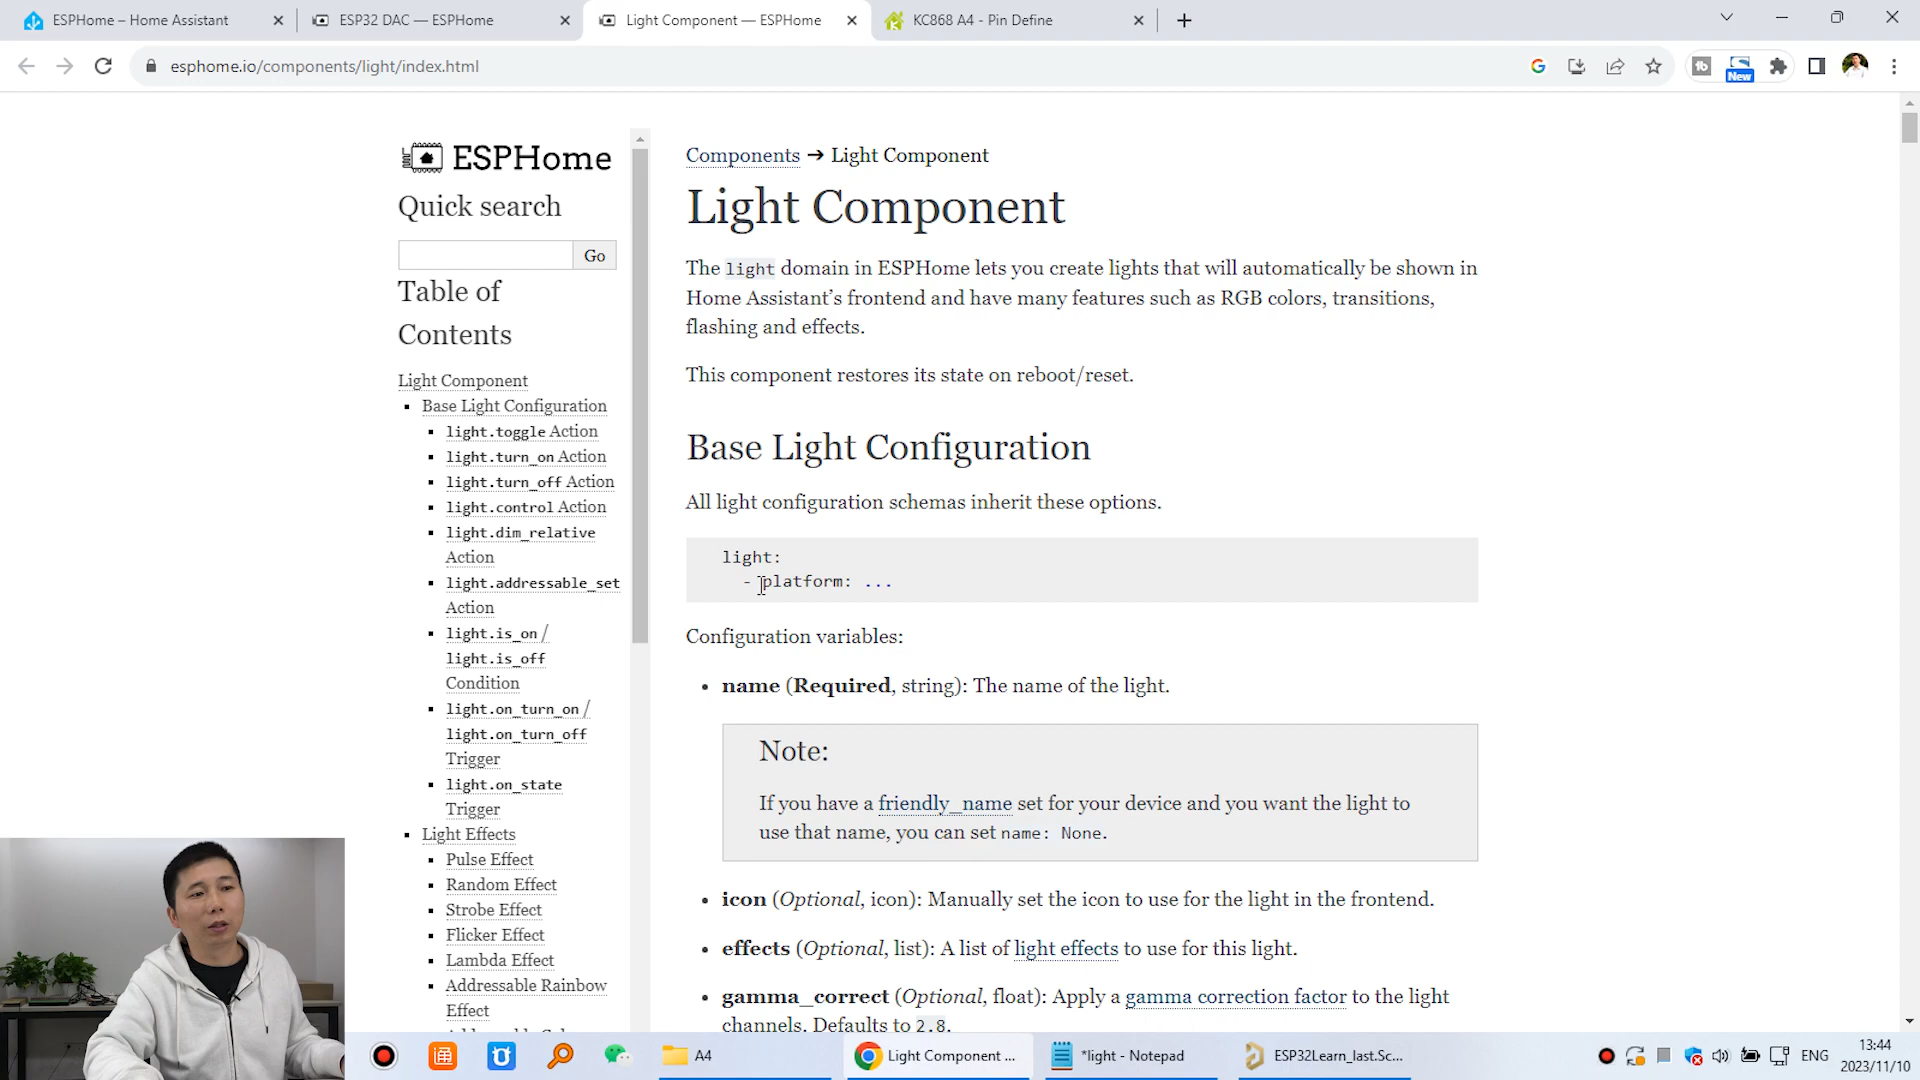 ESPHome – Home Assistant
ESP32 DAC — ESPHome
Light Component — ESPHome
KC868 A4 - Pin Define
esphome.io/components/light/index.html
New
ESPHome
Quick search
Go
Table of
Contents
Light Component
Base Light Configuration
light.toggle Action
light.turn_on Action
light.turn_off Action
light.control Action
light.dim_relative
Action
light.addressable_set
Action
light.is_on /
light.is_off
Condition
light.on_turn_on /
light.on_turn_off
Trigger
light.on_state
Trigger
Light Effects
Pulse Effect
Random Effect
Strobe Effect
Flicker Effect
Lambda Effect
Addressable Rainbow
Effect
Components → Light Component
Light Component
The light domain in ESPHome lets you create lights that will automatically be shown in
Home Assistant’s frontend and have many features such as RGB colors, transitions,
flashing and effects.
This component restores its state on reboot/reset.
Base Light Configuration
All light configuration schemas inherit these options.
light:
- platform: ...
Configuration variables:
name (Required, string): The name of the light.
Note:
If you have a friendly_name set for your device and you want the light to
use that name, you can set name: None.
icon (Optional, icon): Manually set the icon to use for the light in the frontend.
effects (Optional, list): A list of light effects to use for this light.
gamma_correct (Optional, float): Apply a gamma correction factor to the light
channels. Defaults to 2.8.
A4
Light Component ...
*light - Notepad
ESP32Learn_last.Sc...
ENG
13:44
2023/11/10